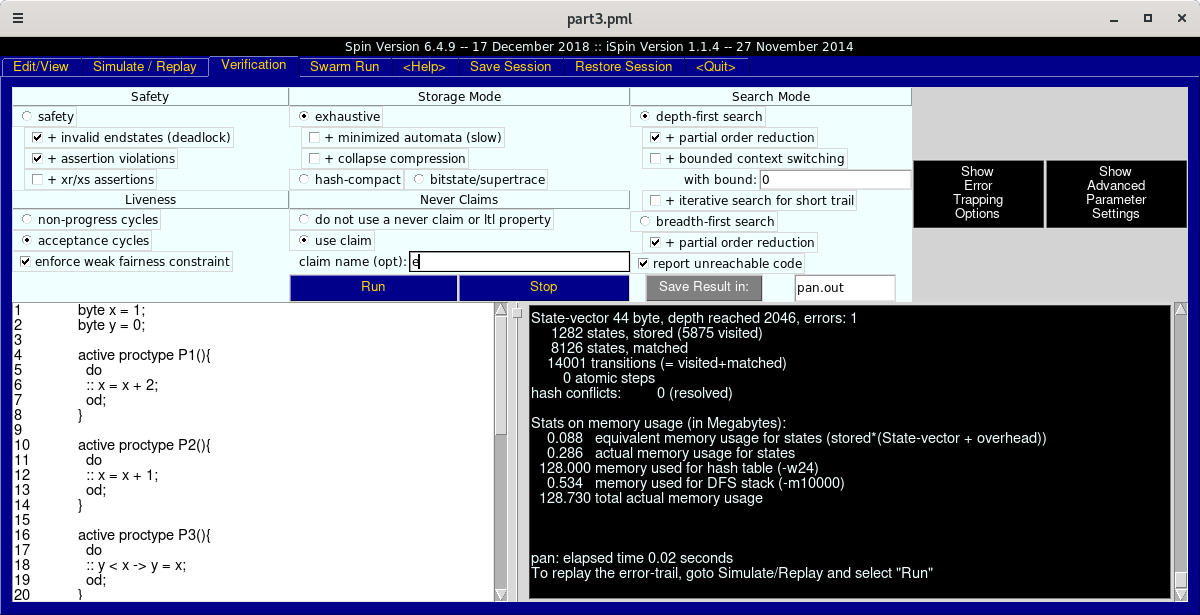 part3.pml
Spin Version 6.4.9 -- 17 December 2018 :: iSpin Version 1.1.4 -- 27 November 2014
Edit/View Simulate / Replay Verification Swarm Run <Help> Save Session Restore Session <Quit>
Safety
safety
+ invalid endstates (deadlock)
+ assertion violations
+ xr/xs assertions
Liveness
non-progress cycles
acceptance cycles
enforce weak fairness constraint
Storage Mode
exhaustive
+ minimized automata (slow)
+ collapse compression
hash-compact bitstate/supertrace
Never Claims
do not use a never claim or ltl property
use claim
claim name (opt): e
Run Stop
Search Mode
depth-first search
+ partial order reduction
+ bounded context switching
with bound: 0
+ iterative search for short trail
breadth-first search
+ partial order reduction
report unreachable code
Save Result in: pan.out
Show
Error
Trapping
Options
Show
Advanced
Parameter
Settings
1 byte x = 1;
2 byte y = 0;
3
4 active proctype P1(){
5 do
6 :: x = x + 2;
7 od;
8 }
9
10 active proctype P2(){
11 do
12 :: x = x + 1;
13 od;
14 }
15
16 active proctype P3(){
17 do
18 :: y < x -> y = x;
19 od;
20 }
State-vector 44 byte, depth reached 2046, errors: 1
1282 states, stored (5875 visited)
8126 states, matched
14001 transitions (= visited+matched)
0 atomic steps
hash conflicts: 0 (resolved)
Stats on memory usage (in Megabytes):
0.088 equivalent memory usage for states (stored*(State-vector + overhead))
0.286 actual memory usage for states
128.000 memory used for hash table (-w24)
0.534 memory used for DFS stack (-m10000)
128.730 total actual memory usage
pan: elapsed time 0.02 seconds
To replay the error-trail, goto Simulate/Replay and select "Run"